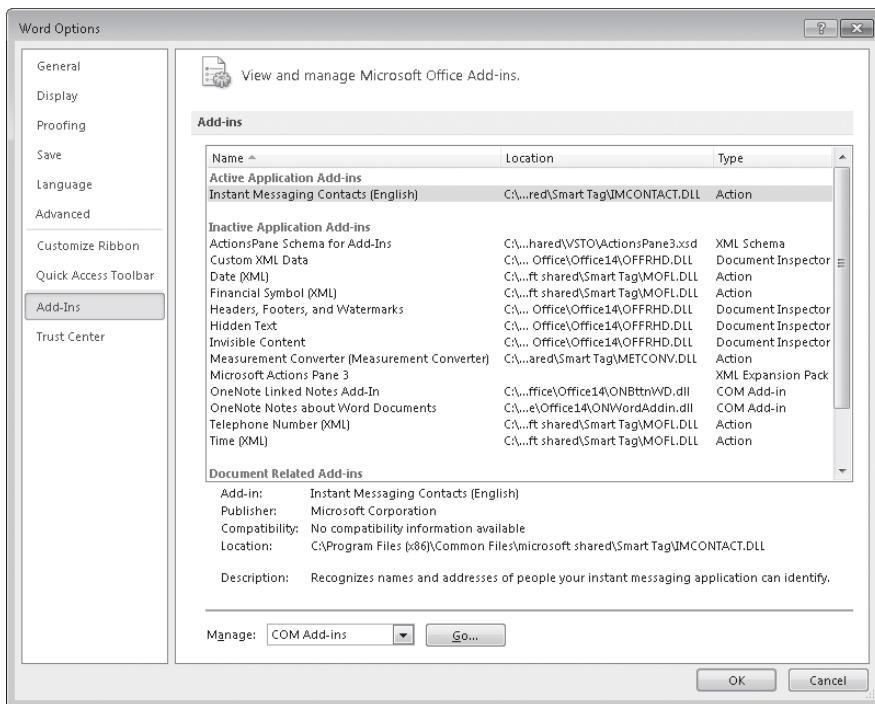 Word Options
General
Display
Proofing
Save
Language
Advanced
Customize Ribbon
Quick Access Toolbar
Add-Ins
Trust Center
View and manage Microsoft Office Add-ins.
Add-ins
Name Location Type
Active Application Add-ins
Instant Messaging Contacts (English) C:\...red\Smart Tag\IMCONTACT.DLL Action
Inactive Application Add-ins
ActionsPane Schema for Add-Ins C:\...hared\VSTO\ActionsPane3.xsd XML Schema
Custom XML Data C:\... Office\Office14\OFFRHD.DLL Document Inspector
Date (XML) C:\...ft shared\Smart Tag\MOFL.DLL Action
Financial Symbol (XML) C:\...ft shared\Smart Tag\MOFL.DLL Action
Headers, Footers, and Watermarks C:\... Office\Office14\OFFRHD.DLL Document Inspector
Hidden Text C:\... Office\Office14\OFFRHD.DLL Document Inspector
Invisible Content C:\... Office\Office14\OFFRHD.DLL Document Inspector
Measurement Converter (Measurement Converter) C:\...ared\Smart Tag\METCONV.DLL Action
Microsoft Actions Pane 3 XML Expansion Pack
OneNote Linked Notes Add-In C:\...ffice\Office14\ONBttnWD.dll COM Add-in
OneNote Notes about Word Documents C:\...e\Office14\ONWordAddin.dll COM Add-in
Telephone Number (XML) C:\...ft shared\Smart Tag\MOFL.DLL Action
Time (XML) C:\...ft shared\Smart Tag\MOFL.DLL Action
Document Related Add-ins
Add-in: Instant Messaging Contacts (English)
Publisher: Microsoft Corporation
Compatibility: No compatibility information available
Location: C:\Program Files (x86)\Common Files\microsoft shared\Smart Tag\IMCONTACT.DLL
Description: Recognizes names and addresses of people your instant messaging application can identify.
Manage: COM Add-ins Go...
OK Cancel